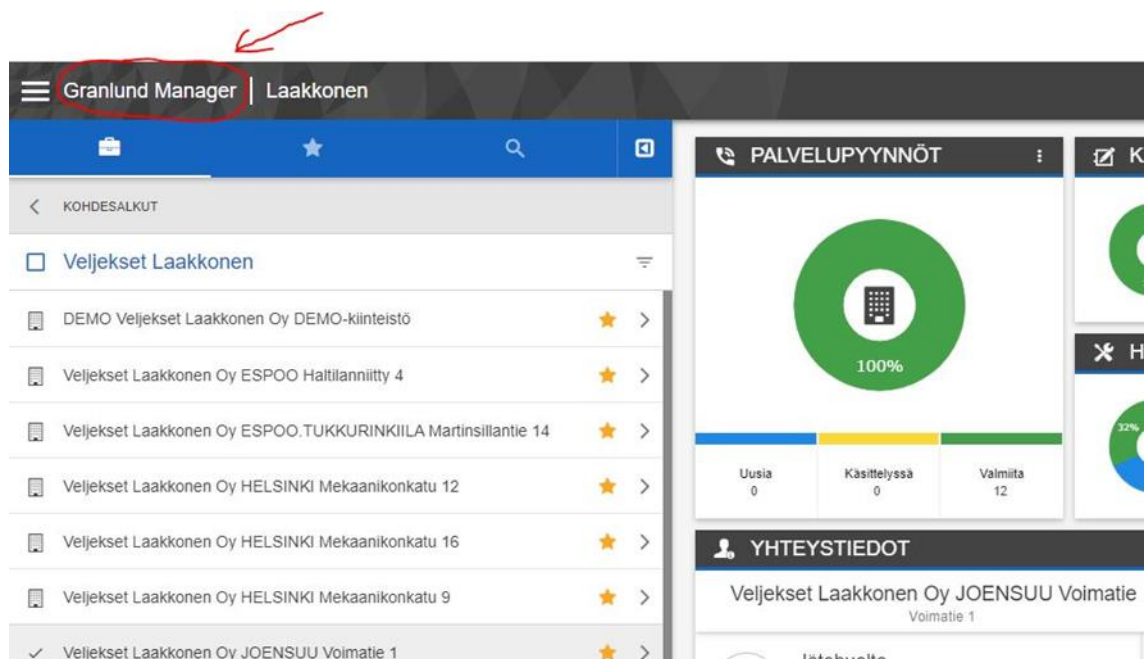 Granlund Manager | Laakkonen
KOHDESALKUT
Veljekset Laakkonen
DEMO Veljekset Laakkonen Oy DEMO-kiinteistö
Veljekset Laakkonen Oy ESPOO Haltilanniitty 4
Veljekset Laakkonen Oy ESPOO.TUKKURINKIILA Martinsillantie 14
Veljekset Laakkonen Oy HELSINKI Mekaanikonkatu 12
Veljekset Laakkonen Oy HELSINKI Mekaanikonkatu 16
Veljekset Laakkonen Oy HELSINKI Mekaanikonkatu 9
Veljekset Laakkonen Oy JOENSUU Voimatie 1
PALVELUPYYNNÖT
100%
Uusia
0
Käsittelyssä
0
Valmiita
12
K
H
32%
YHTEYSTIEDOT
Veljekset Laakkonen Oy JOENSUU Voimatie
Voimatie 1